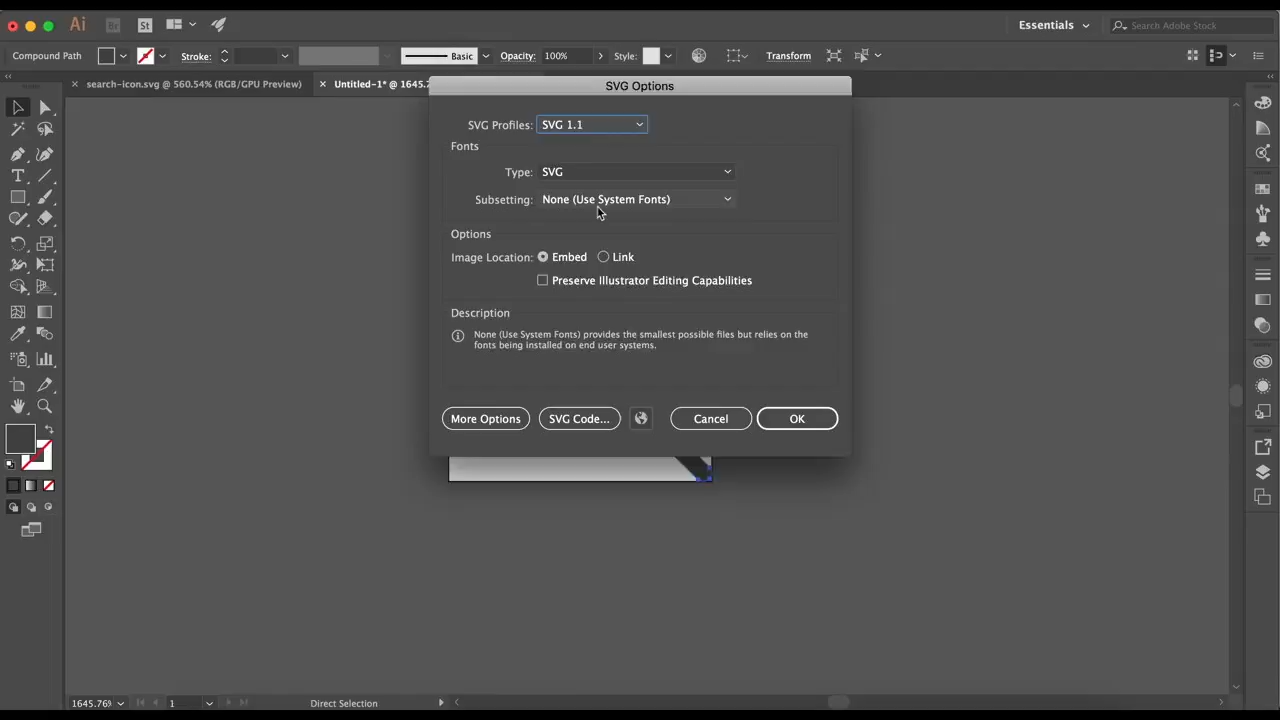 Ai Br St Essentials Search Adobe Stock
Compound Path Stroke: Basic Opacity: 100% Style: Transform
search-icon.svg @ 560.54% (RGB/GPU Preview) Untitled-1* @ 1645.7
SVG Options
SVG Profiles: SVG 1.1
Fonts
Type: SVG
Subsetting: None (Use System Fonts)
Options
Image Location: Embed Link
Preserve Illustrator Editing Capabilities
Description
None (Use System Fonts) provides the smallest possible files but relies on the
fonts being installed on end user systems.
More Options SVG Code... Cancel OK
1645.76% 1 Direct Selection